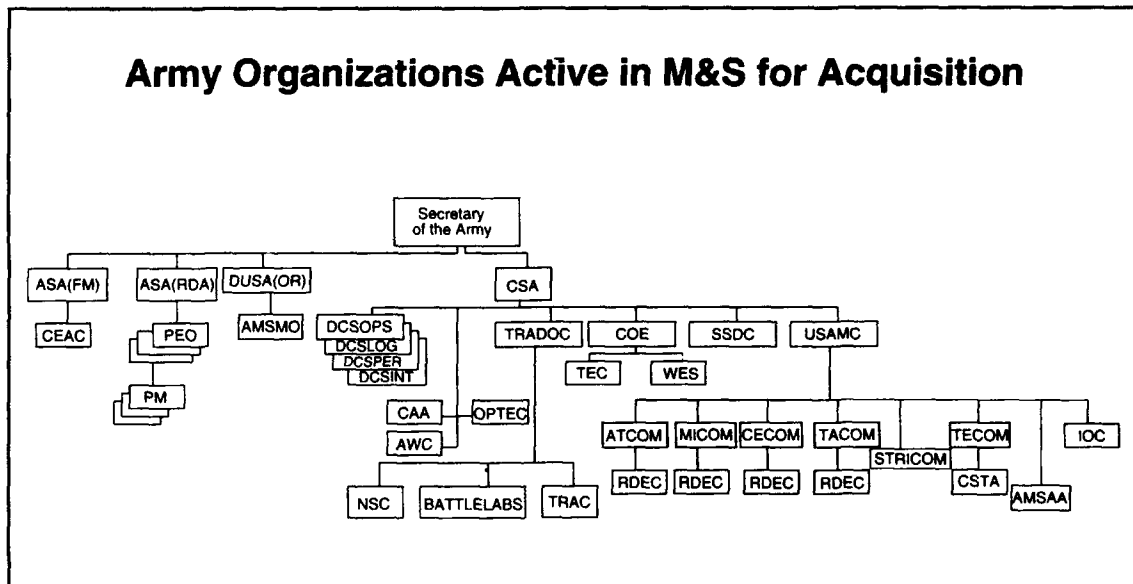 Army Organizations Active in M&S for Acquisition
Secretary
of the Army
ASA(FM)
ASA(RDA)
DUSA(OR)
CSA
CEAC
PEO
AMSMO
DCSOPS
DCSLOG
DCSPER
DCSINT
TRADOC
COE
SSDC
USAMC
TEC
WES
PM
CAA
OPTEC
AWC
ATCOM
MICOM
CECOM
TACOM
STRICOM
TECOM
IOC
RDEC
RDEC
RDEC
RDEC
CSTA
AMSAA
NSC
BATTLELABS
TRAC